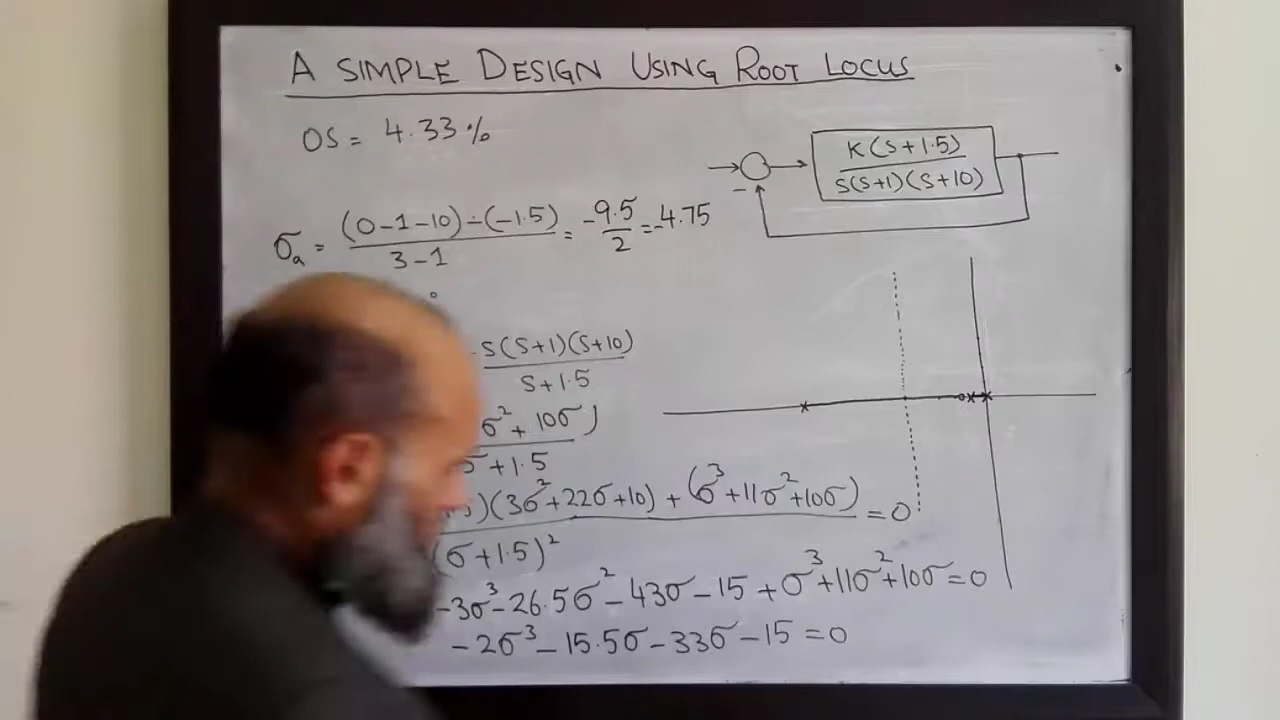 A SIMPLE DESIGN USING ROOT LOCUS
OS = 4.33%
K(S+1.5)
S(S+1)(S+10)
−
σₐ = (0-1-10) - (-1.5) / 3-1 = -9.5 / 2 = -4.75
°
S(S+1)(S+10)
S+1.5
σ² + 10σ)
σ+1.5
)(3σ²+22σ+10) + (σ³+11σ²+10σ) = 0
(σ+1.5)²
-3σ³-26.5σ²-43σ-15+σ³+11σ²+10σ=0
-2σ³-15.5σ-33σ-15=0